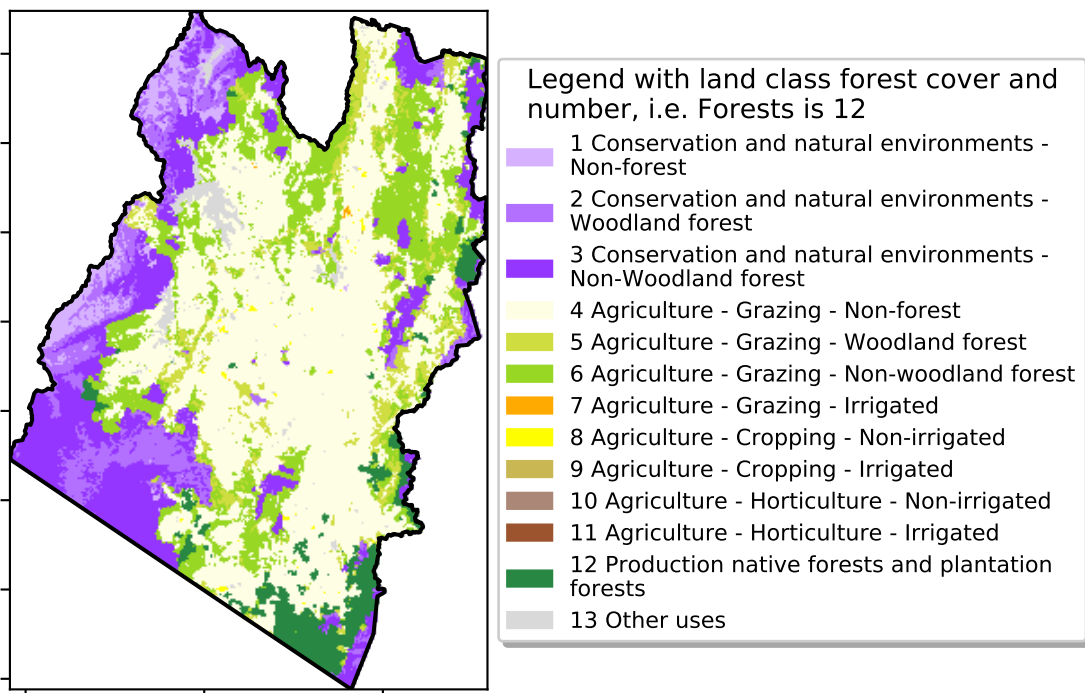 Legend with land class forest cover and
number, i.e. Forests is 12
1 Conservation and natural environments -
Non-forest
2 Conservation and natural environments -
Woodland forest
3 Conservation and natural environments -
Non-Woodland forest
4 Agriculture - Grazing - Non-forest
5 Agriculture - Grazing - Woodland forest
6 Agriculture - Grazing - Non-woodland forest
7 Agriculture - Grazing - Irrigated
8 Agriculture - Cropping - Non-irrigated
9 Agriculture - Cropping - Irrigated
10 Agriculture - Horticulture - Non-irrigated
11 Agriculture - Horticulture - Irrigated
12 Production native forests and plantation
forests
13 Other uses